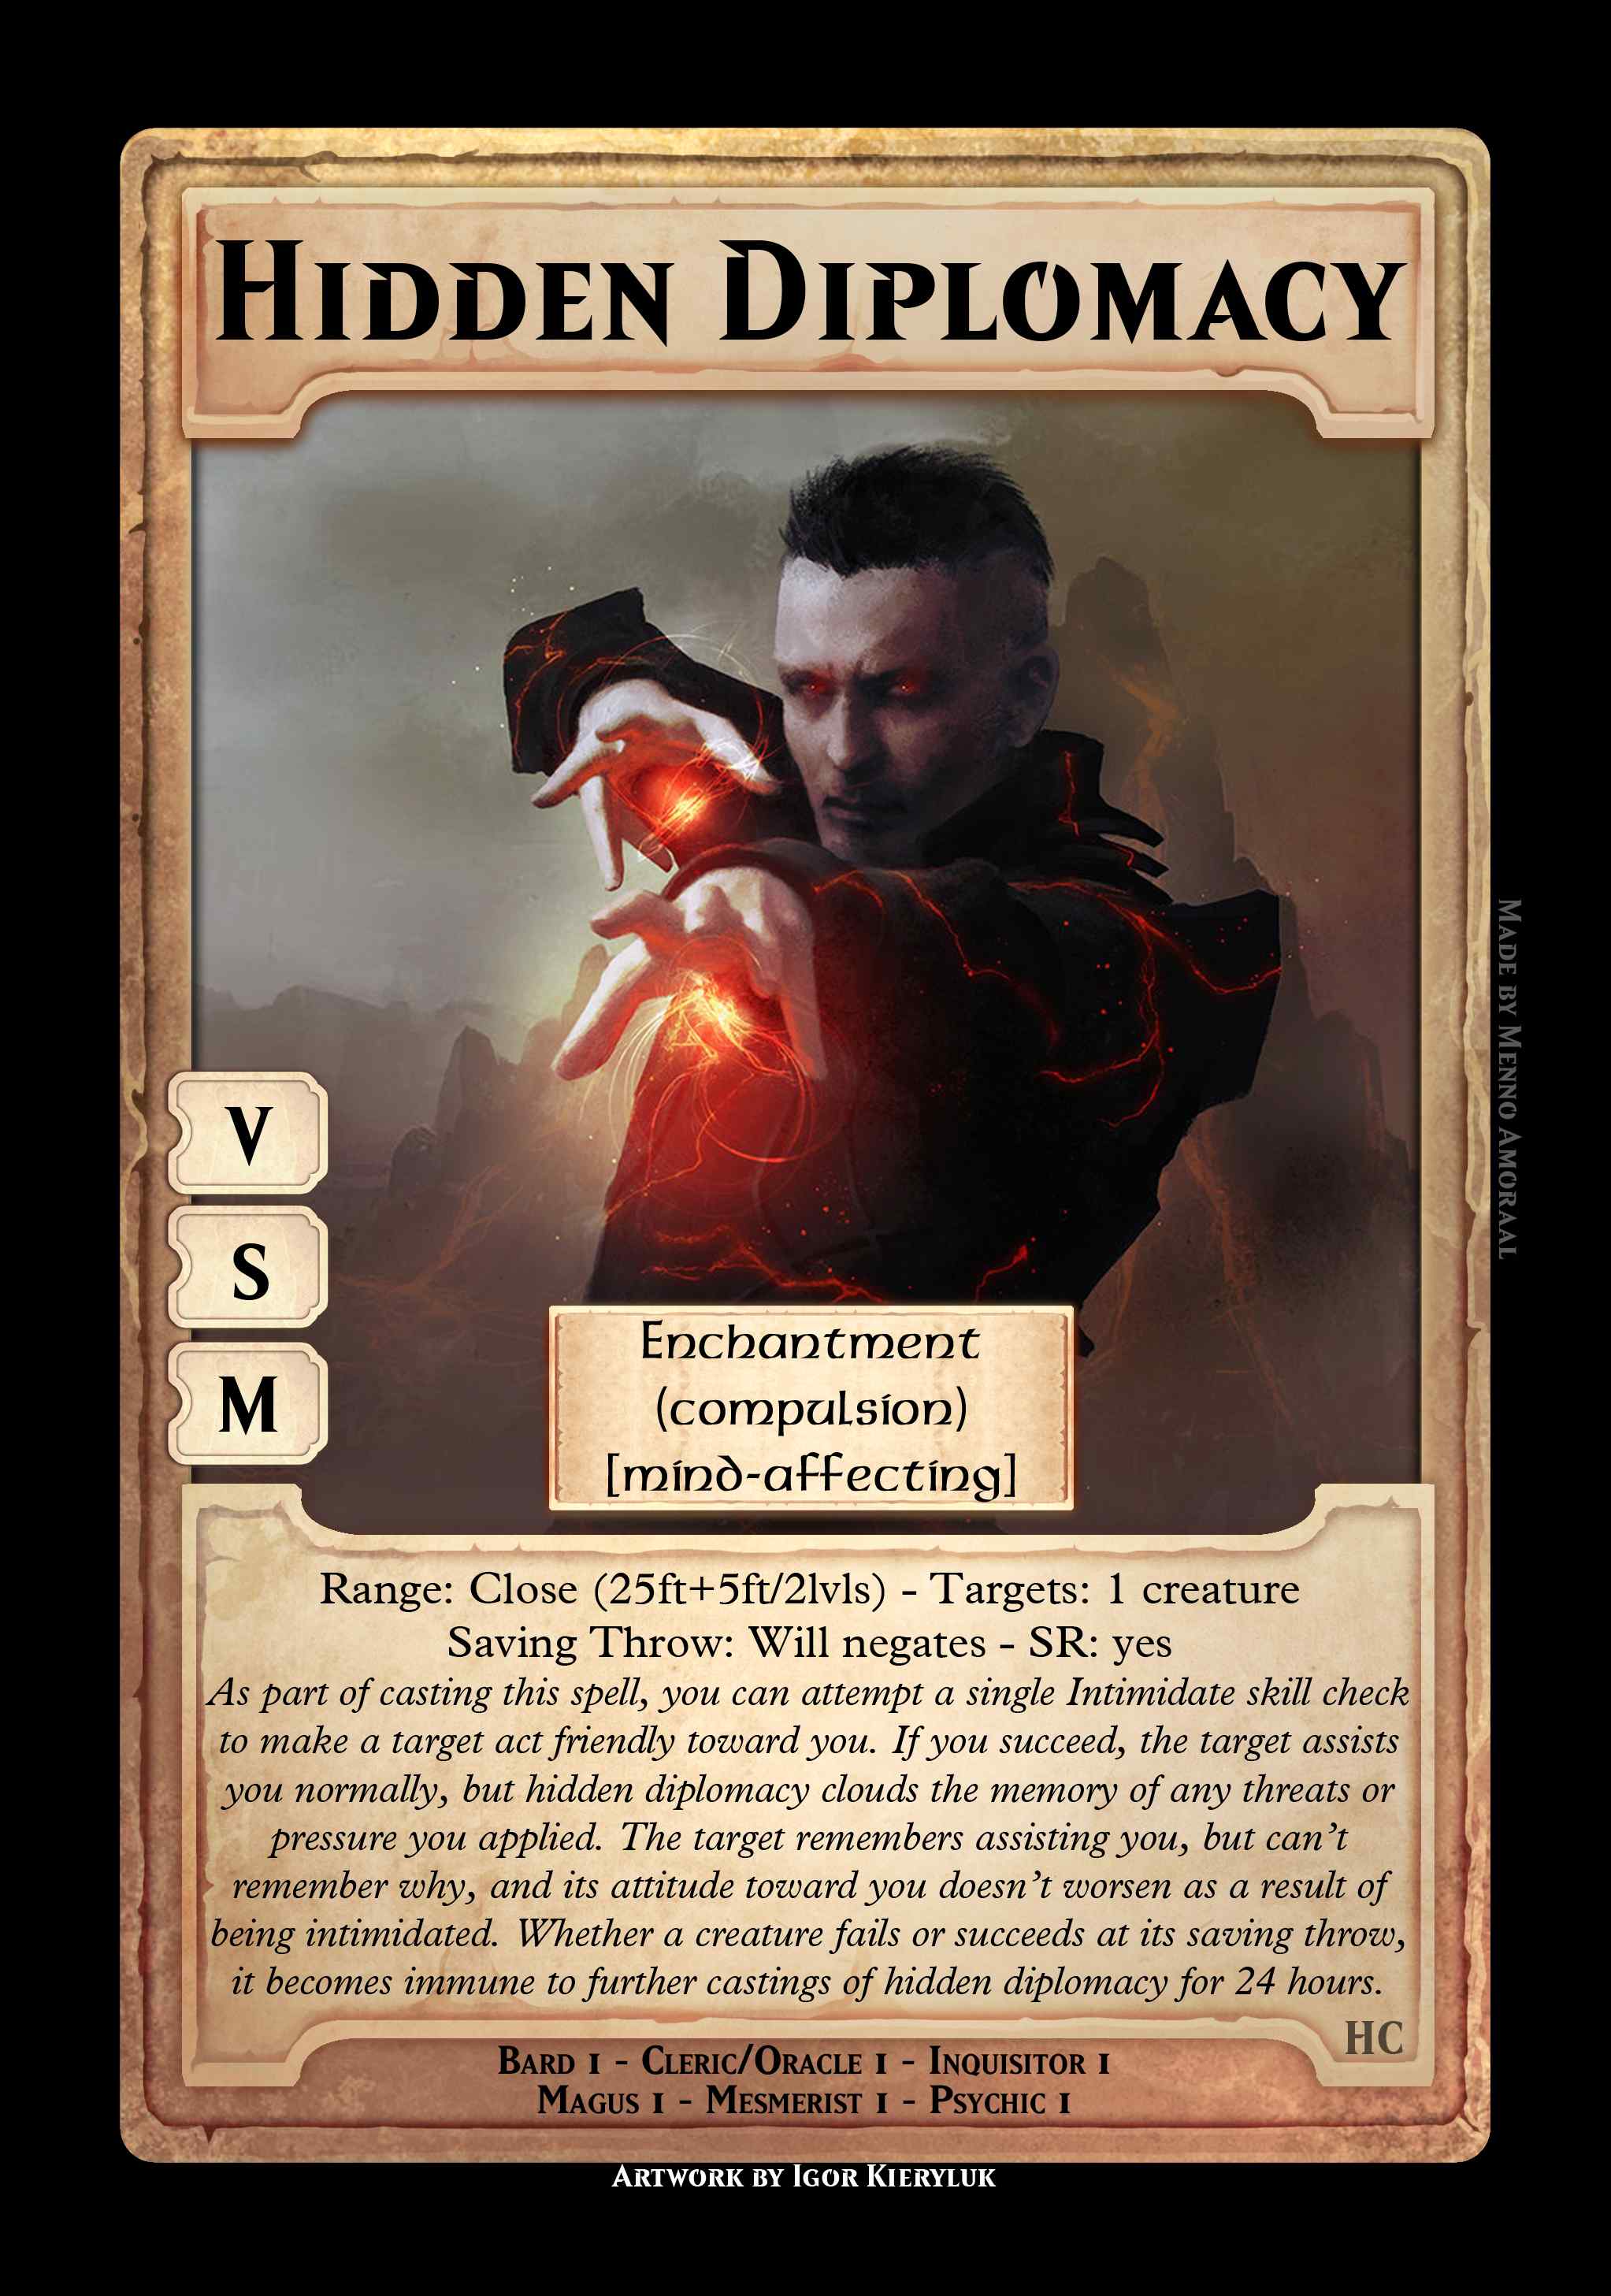 Hidden Diplomacy
V
S
M
Enchantment
(compulsion)
[mind-affecting]
Range: Close (25ft+5ft/2lvls) - Targets: 1 creature
Saving Throw: Will negates - SR: yes
As part of casting this spell, you can attempt a single Intimidate skill check
to make a target act friendly toward you. If you succeed, the target assists
you normally, but hidden diplomacy clouds the memory of any threats or
pressure you applied. The target remembers assisting you, but can't
remember why, and its attitude toward you doesn't worsen as a result of
being intimidated. Whether a creature fails or succeeds at its saving throw,
it becomes immune to further castings of hidden diplomacy for 24 hours.
HC
Bard 1 - Cleric/Oracle 1 - Inquisitor 1
Magus 1 - Mesmerist 1 - Psychic 1
Artwork by Igor Kieryluk
Made by Menno Amoraal